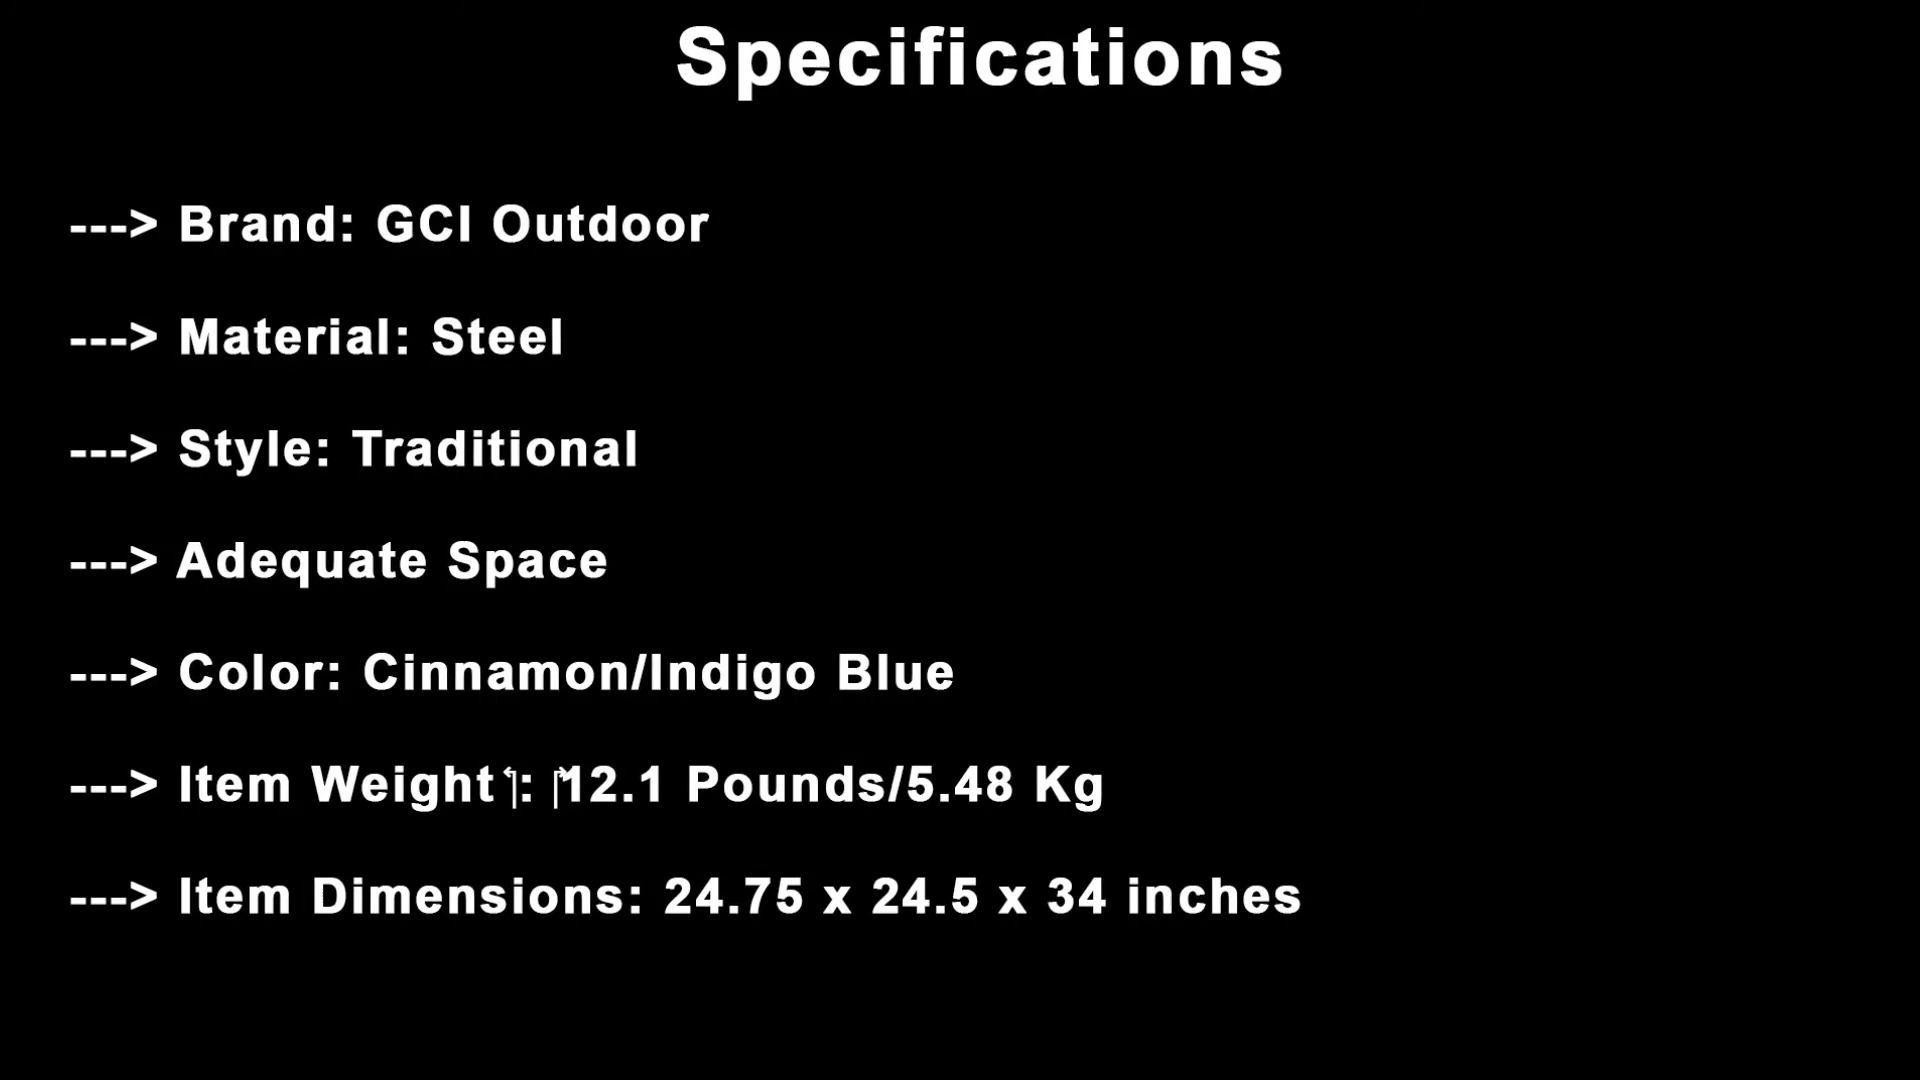 Specifications
---> Brand: GCI Outdoor
---> Material: Steel
---> Style: Traditional
---> Adequate Space
---> Color: Cinnamon/Indigo Blue
---> Item Weight ‏: ‎12.1 Pounds/5.48 Kg
---> Item Dimensions: 24.75 x 24.5 x 34 inches